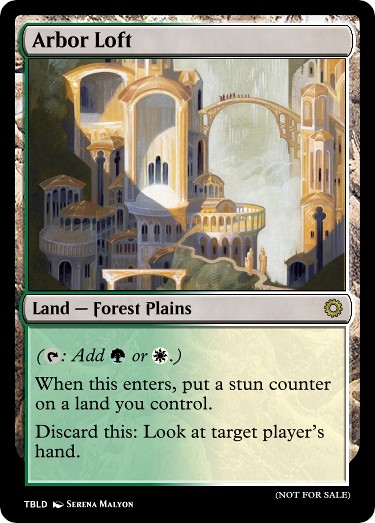 Arbor Loft
Land — Forest Plains
(: Add or .)
When this enters, put a stun counter
on a land you control.
Discard this: Look at target player's
hand.
(NOT FOR SALE)
TBLD Serena Malyon